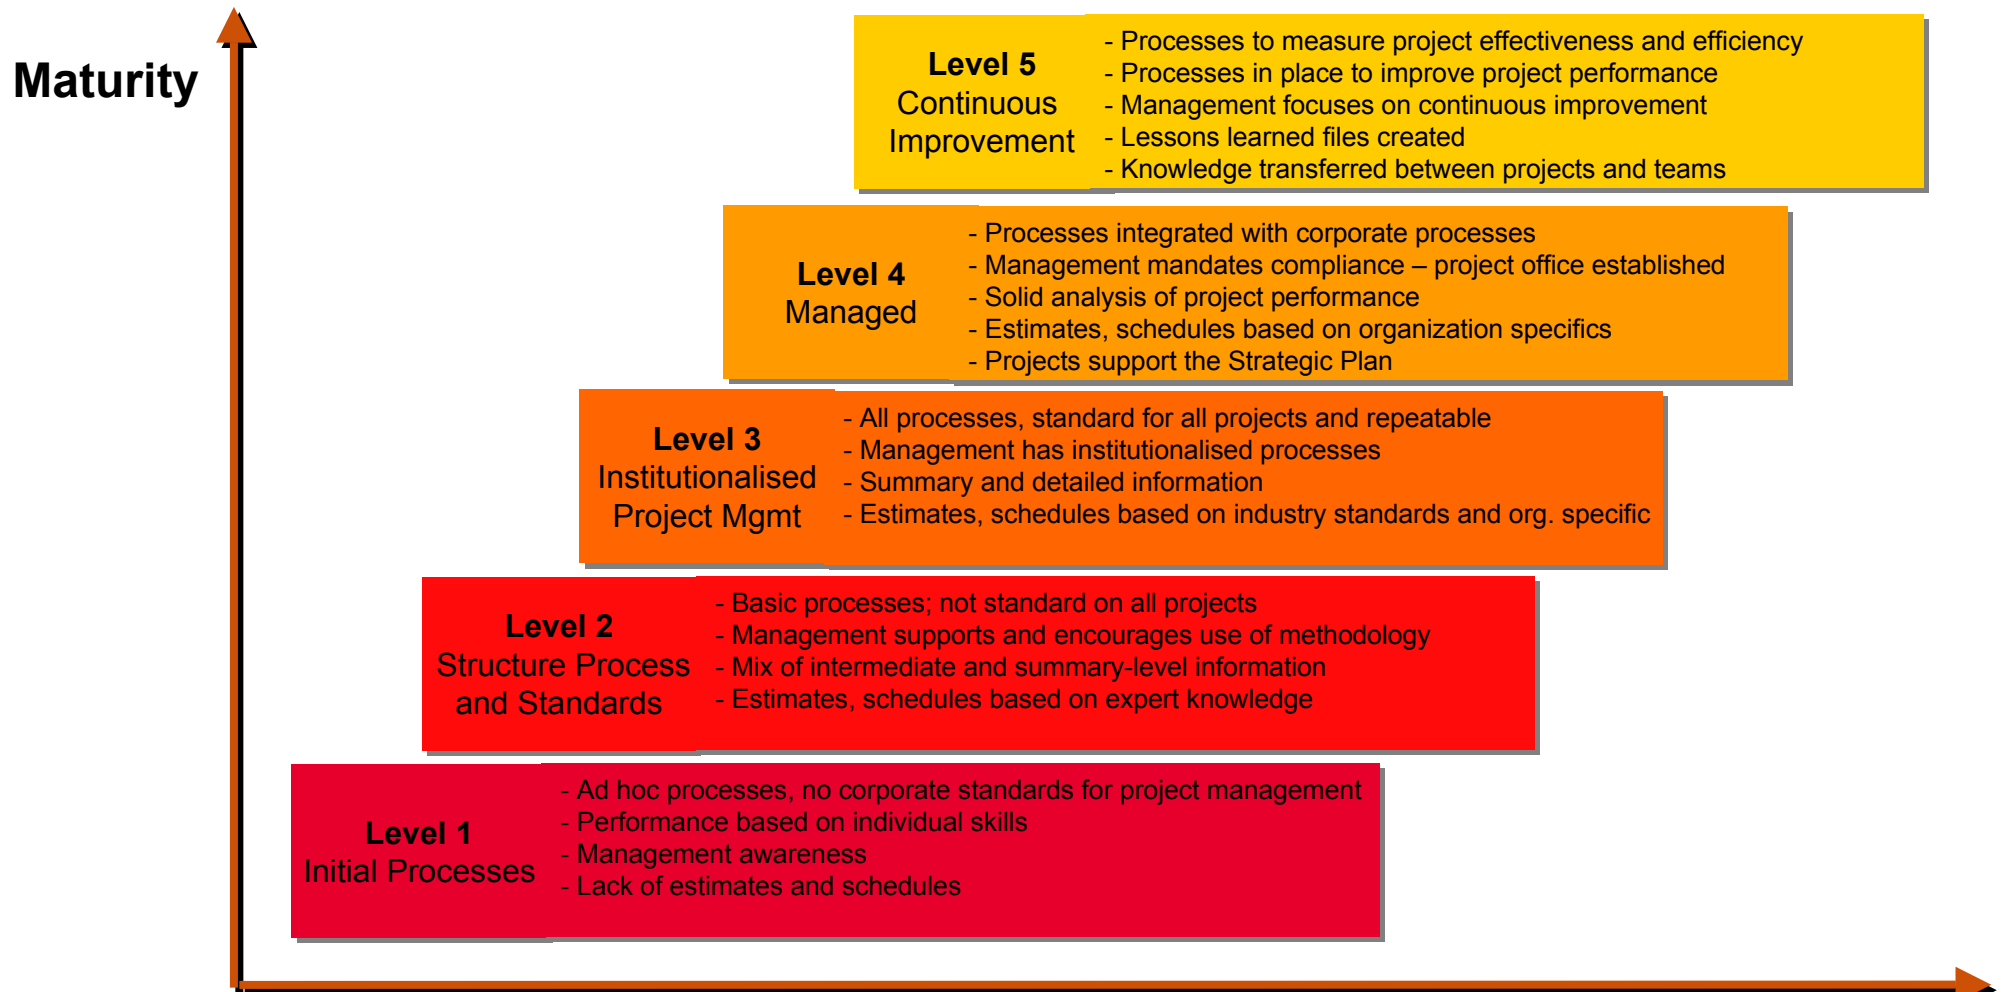 Maturity
Level 5
Continuous
Improvement
- Processes to measure project effectiveness and efficiency
- Processes in place to improve project performance
- Management focuses on continuous improvement
- Lessons learned files created
- Knowledge transferred between projects and teams
Level 4
Managed
- Processes integrated with corporate processes
- Management mandates compliance – project office established
- Solid analysis of project performance
- Estimates, schedules based on organization specifics
- Projects support the Strategic Plan
Level 3
Institutionalised
Project Mgmt
- All processes, standard for all projects and repeatable
- Management has institutionalised processes
- Summary and detailed information
- Estimates, schedules based on industry standards and org. specific
Level 2
Structure Process
and Standards
- Basic processes; not standard on all projects
- Management supports and encourages use of methodology
- Mix of intermediate and summary-level information
- Estimates, schedules based on expert knowledge
Level 1
Initial Processes
- Ad hoc processes, no corporate standards for project management
- Performance based on individual skills
- Management awareness
- Lack of estimates and schedules